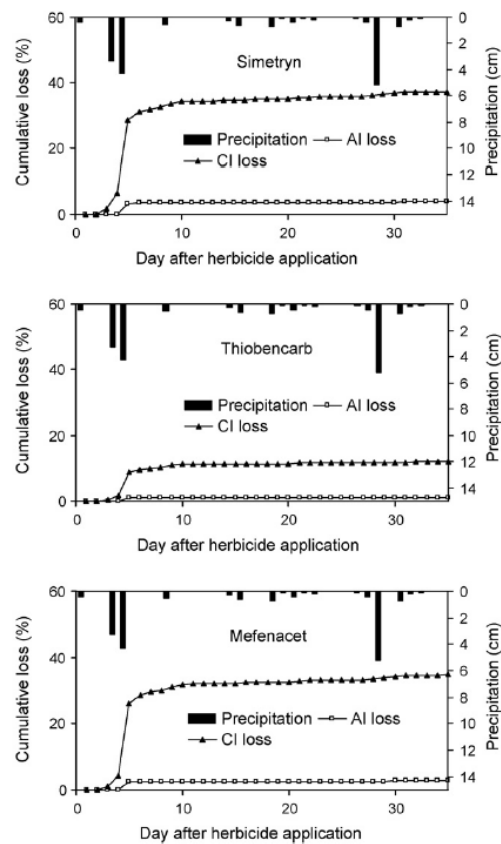 60
40
20
0
Cumulative loss (%)
Simetryn
Precipitation
AI loss
CI loss
0
2
4
6
8
10
12
14
Precipitation (cm)
0
10
20
30
Day after herbicide application
60
40
20
0
Cumulative loss (%)
Thiobencarb
Precipitation
AI loss
CI loss
0
2
4
6
8
10
12
14
Precipitation (cm)
0
10
20
30
Day after herbicide application
60
40
20
0
Cumulative loss (%)
Mefenacet
Precipitation
AI loss
CI loss
0
2
4
6
8
10
12
14
Precipitation (cm)
0
10
20
30
Day after herbicide application